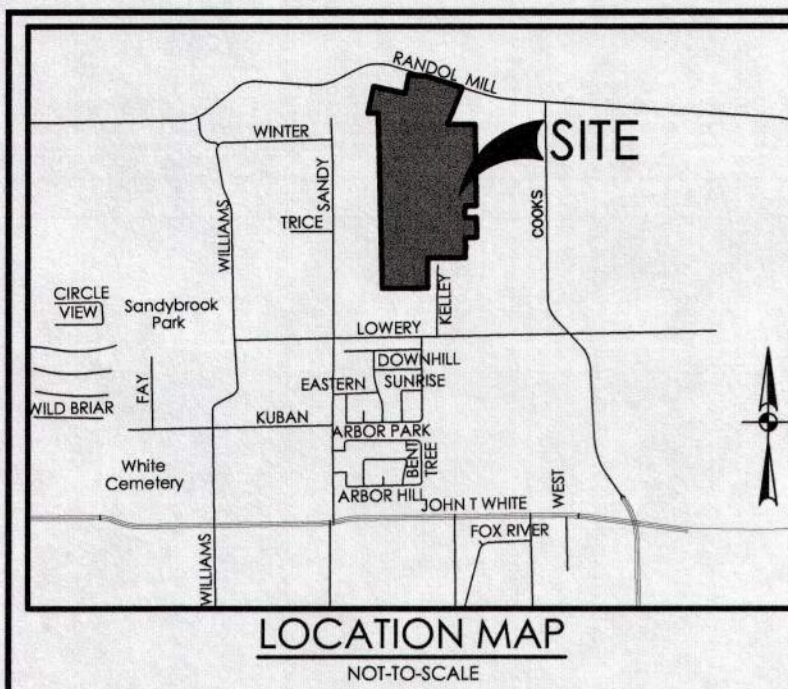 RANDOL MILL
WINTER
SITE
SANDY
TRICE
WILLIAMS
COOKS
CIRCLE
VIEW
Sandybrook
Park
KELLEY
LOWERY
DOWNHILL
EASTERN
SUNRISE
FAY
WILD BRIAR
KUBAN
ARBOR PARK
BENT
TREE
White
Cemetery
ARBOR HILL
JOHN T WHITE
WEST
FOX RIVER
WILLIAMS
LOCATION MAP
NOT-TO-SCALE